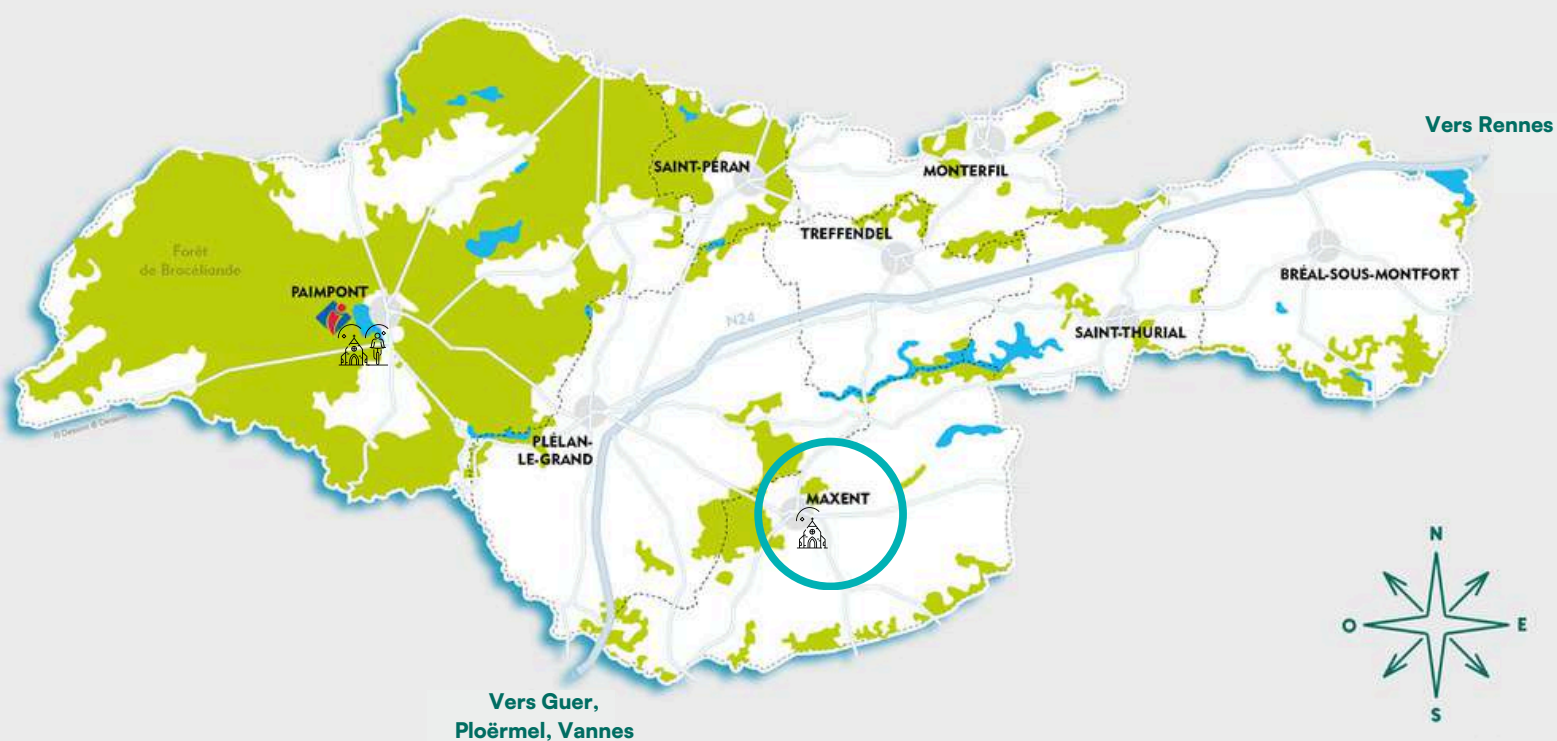 Vers Rennes
SAINT-PÉRAN
MONTERFIL
TREFFENDEL
Forêt
de Brocéliande
BRÉAL-SOUS-MONTFORT
PAIMPONT
N24
SAINT-THURIAL
PLÉLAN-
LE-GRAND
MAXENT
N
O
E
S
Vers Guer,
Ploërmel, Vannes